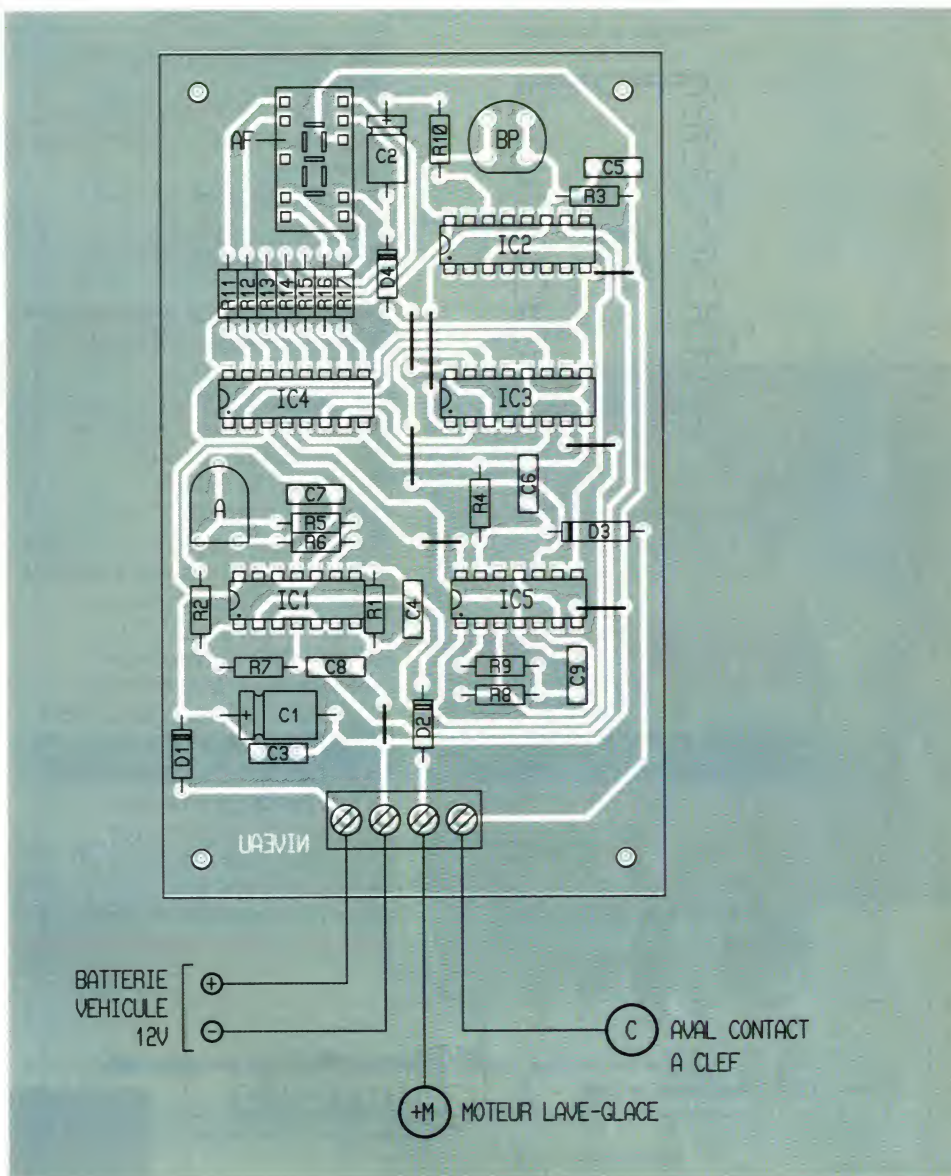 AF
C2
R10
BP
C5
R3
IC2
R11
R12
R13
R14
R15
R16
R17
D4
IC4
IC3
A
C7
R5
R6
R4
C6
D3
R2
IC1
R1
C4
IC5
R7
C8
R9
R8
C9
+
C1
C3
D1
D2
NIVEAU
BATTERIE
VEHICULE
12V
+
-
C
AVAL CONTACT
A CLEF
+M
MOTEUR LAVE-GLACE